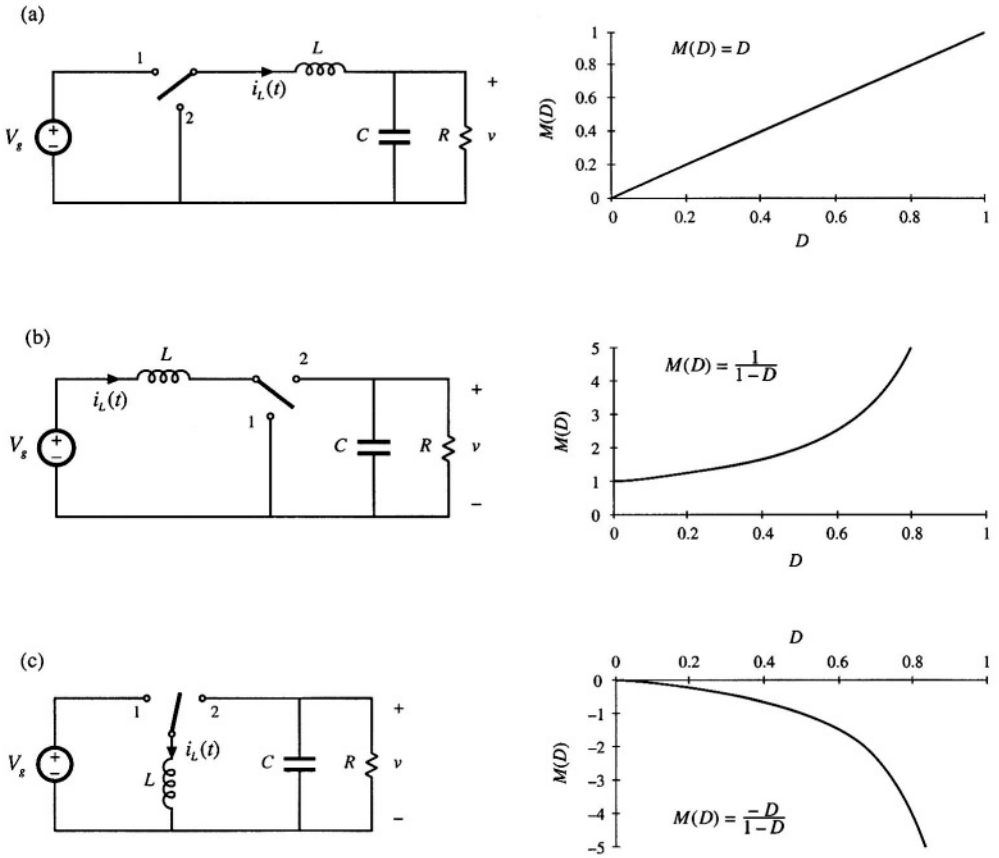 (a)
1
2
L
i_L(t)
V_g
+
−
C
R
+
v
M(D) = D
M(D)
1
0.8
0.6
0.4
0.2
0
0 0.2 0.4 0.6 0.8 1
D
(b)
L
i_L(t)
2
1
V_g
+
−
C
R
+
v
−
M(D) = 1/(1−D)
M(D)
5
4
3
2
1
0
0 0.2 0.4 0.6 0.8 1
D
(c)
1
2
i_L(t)
L
V_g
+
−
C
R
+
v
−
D
0 0.2 0.4 0.6 0.8 1
0
−1
−2
−3
−4
−5
M(D)
M(D) = −D/(1−D)